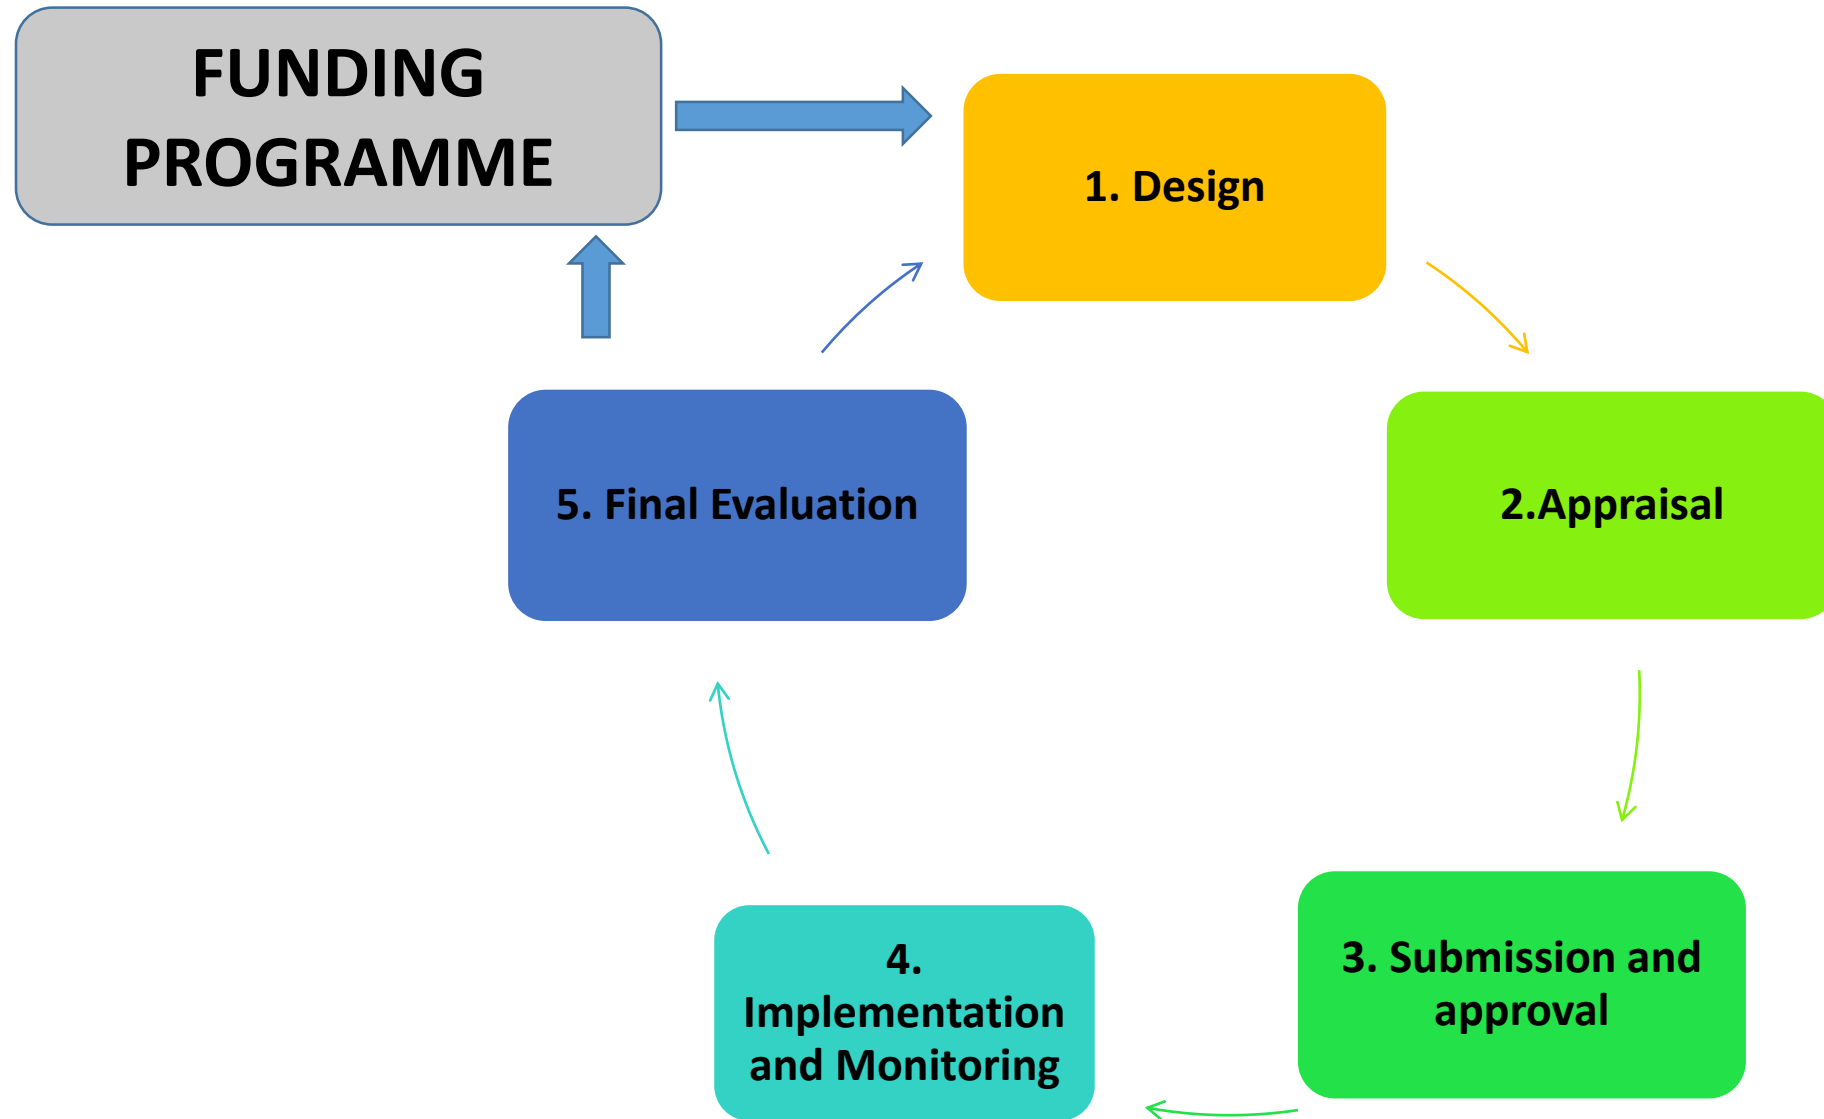 FUNDING
PROGRAMME
1. Design
2.Appraisal
3. Submission and
approval
4.
Implementation
and Monitoring
5. Final Evaluation